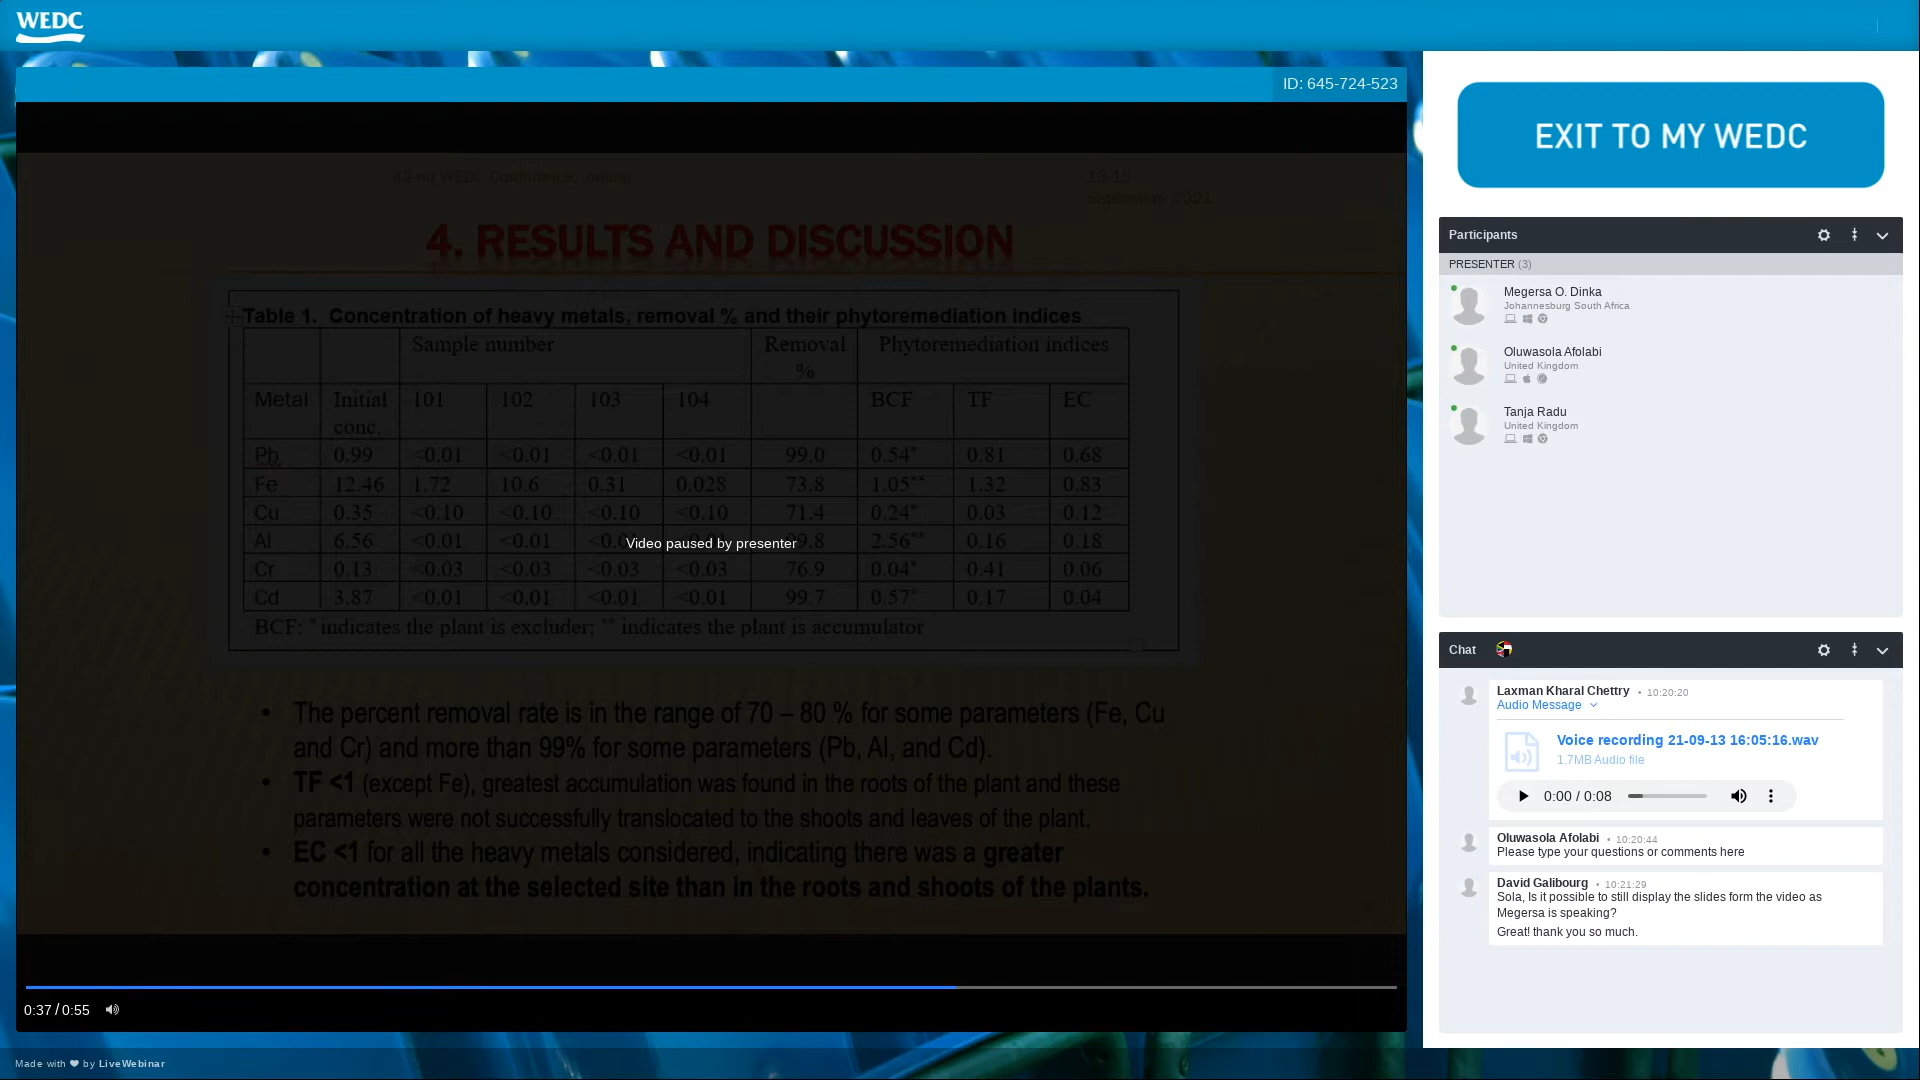 WEDC
ID: 645-724-523
EXIT TO MY WEDC
43-nd WEDC Conference, online
13-15
September 2021
4. RESULTS AND DISCUSSION
Table 1. Concentration of heavy metals, removal % and their phytoremediation indices
Sample number Removal % Phytoremediation indices
Metal Initial conc. 101 102 103 104 BCF TF EC
Pb 0.99 <0.01 <0.01 <0.01 <0.01 99.0 0.54* 0.81 0.68
Fe 12.46 1.72 10.6 0.31 0.028 73.8 1.05** 1.32 0.83
Cu 0.35 <0.10 <0.10 <0.10 <0.10 71.4 0.24* 0.03 0.12
Al 6.56 <0.01 <0.01 2.56** 0.16 0.18
Video paused by presenter
Cr 0.13 <0.03 <0.03 <0.03 <0.03 76.9 0.04* 0.41 0.06
Cd 3.87 <0.01 <0.01 <0.01 <0.01 99.7 0.57* 0.17 0.04
BCF: * indicates the plant is excluder; ** indicates the plant is accumulator
• The percent removal rate is in the range of 70 – 80 % for some parameters (Fe, Cu
and Cr) and more than 99% for some parameters (Pb, Al, and Cd).
• TF <1 (except Fe), greatest accumulation was found in the roots of the plant and these
parameters were not successfully translocated to the shoots and leaves of the plant.
• EC <1 for all the heavy metals considered, indicating there was a greater
concentration at the selected site than in the roots and shoots of the plants.
0:37 / 0:55
Made with by LiveWebinar
Participants
PRESENTER (3)
Megersa O. Dinka
Johannesburg South Africa
Oluwasola Afolabi
United Kingdom
Tanja Radu
United Kingdom
Chat
Laxman Kharal Chettry • 10:20:20
Audio Message
Voice recording 21-09-13 16:05:16.wav
1.7MB Audio file
0:00 / 0:08
Oluwasola Afolabi • 10:20:44
Please type your questions or comments here
David Galibourg • 10:21:29
Sola, Is it possible to still display the slides form the video as
Megersa is speaking?
Great! thank you so much.